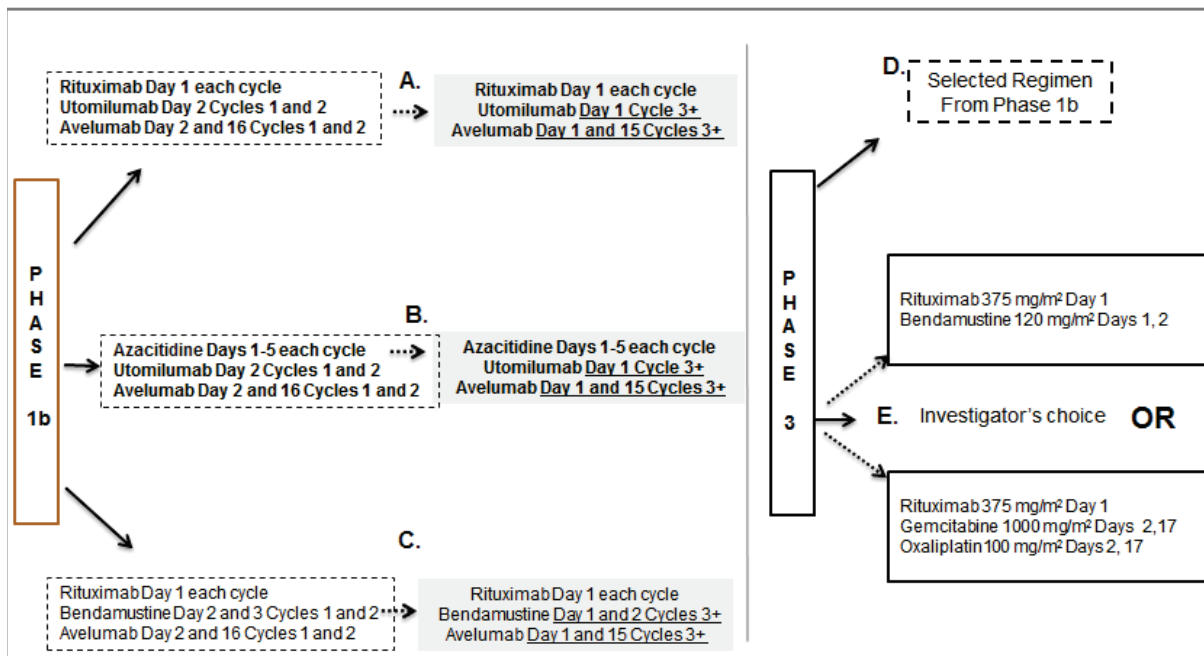 A.
Rituximab Day 1 each cycle
Utomilumab Day 2 Cycles 1 and 2
Avelumab Day 2 and 16 Cycles 1 and 2
Rituximab Day 1 each cycle
Utomilumab Day 1 Cycle 3+
Avelumab Day 1 and 15 Cycles 3+
PHASE 1b
B.
Azacitidine Days 1-5 each cycle
Utomilumab Day 2 Cycles 1 and 2
Avelumab Day 2 and 16 Cycles 1 and 2
Azacitidine Days 1-5 each cycle
Utomilumab Day 1 Cycle 3+
Avelumab Day 1 and 15 Cycles 3+
C.
Rituximab Day 1 each cycle
Bendamustine Day 2 and 3 Cycles 1 and 2
Avelumab Day 2 and 16 Cycles 1 and 2
Rituximab Day 1 each cycle
Bendamustine Day 1 and 2 Cycles 3+
Avelumab Day 1 and 15 Cycles 3+
D.
Selected Regimen
From Phase 1b
PHASE 3
Rituximab 375 mg/m² Day 1
Bendamustine 120 mg/m² Days 1, 2
E. Investigator's choice OR
Rituximab 375 mg/m² Day 1
Gemcitabine 1000 mg/m² Days 2, 17
Oxaliplatin 100 mg/m² Days 2, 17